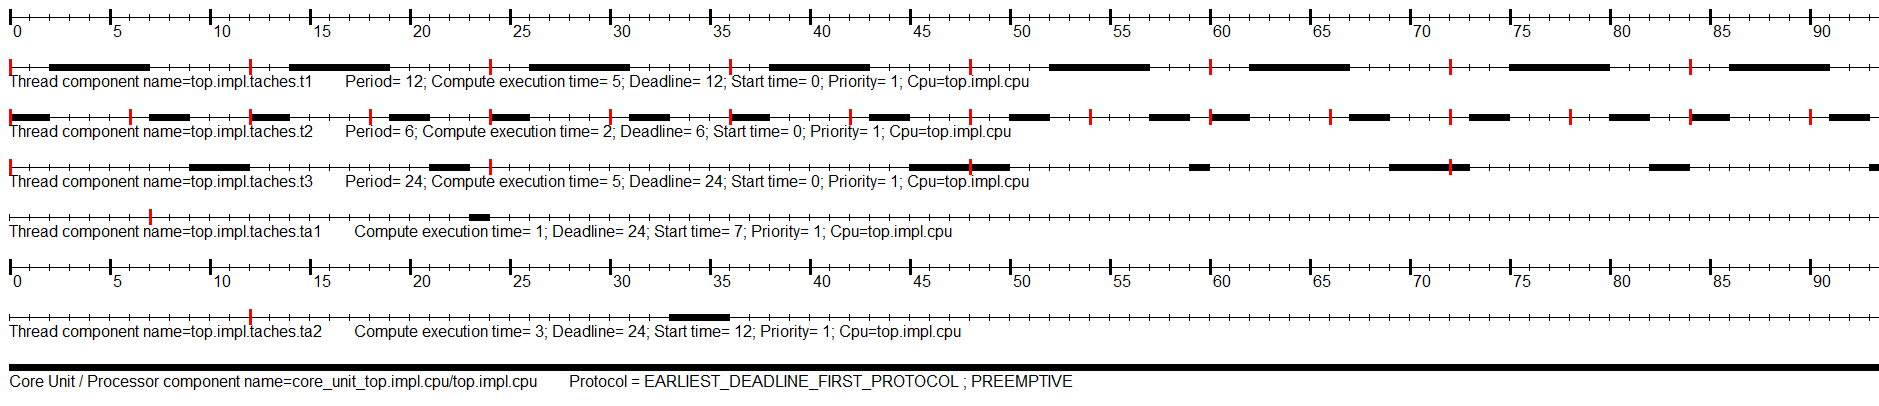 0 5 10 15 20 25 30 35 40 45 50 55 60 65 70 75 80 85 90
Thread component name=top.impl.taches.t1 Period= 12; Compute execution time= 5; Deadline= 12; Start time= 0; Priority= 1; Cpu=top.impl.cpu
Thread component name=top.impl.taches.t2 Period= 6; Compute execution time= 2; Deadline= 6; Start time= 0; Priority= 1; Cpu=top.impl.cpu
Thread component name=top.impl.taches.t3 Period= 24; Compute execution time= 5; Deadline= 24; Start time= 0; Priority= 1; Cpu=top.impl.cpu
Thread component name=top.impl.taches.ta1 Compute execution time= 1; Deadline= 24; Start time= 7; Priority= 1; Cpu=top.impl.cpu
0 5 10 15 20 25 30 35 40 45 50 55 60 65 70 75 80 85 90
Thread component name=top.impl.taches.ta2 Compute execution time= 3; Deadline= 24; Start time= 12; Priority= 1; Cpu=top.impl.cpu
Core Unit / Processor component name=core_unit_top.impl.cpu/top.impl.cpu Protocol = EARLIEST_DEADLINE_FIRST_PROTOCOL ; PREEMPTIVE